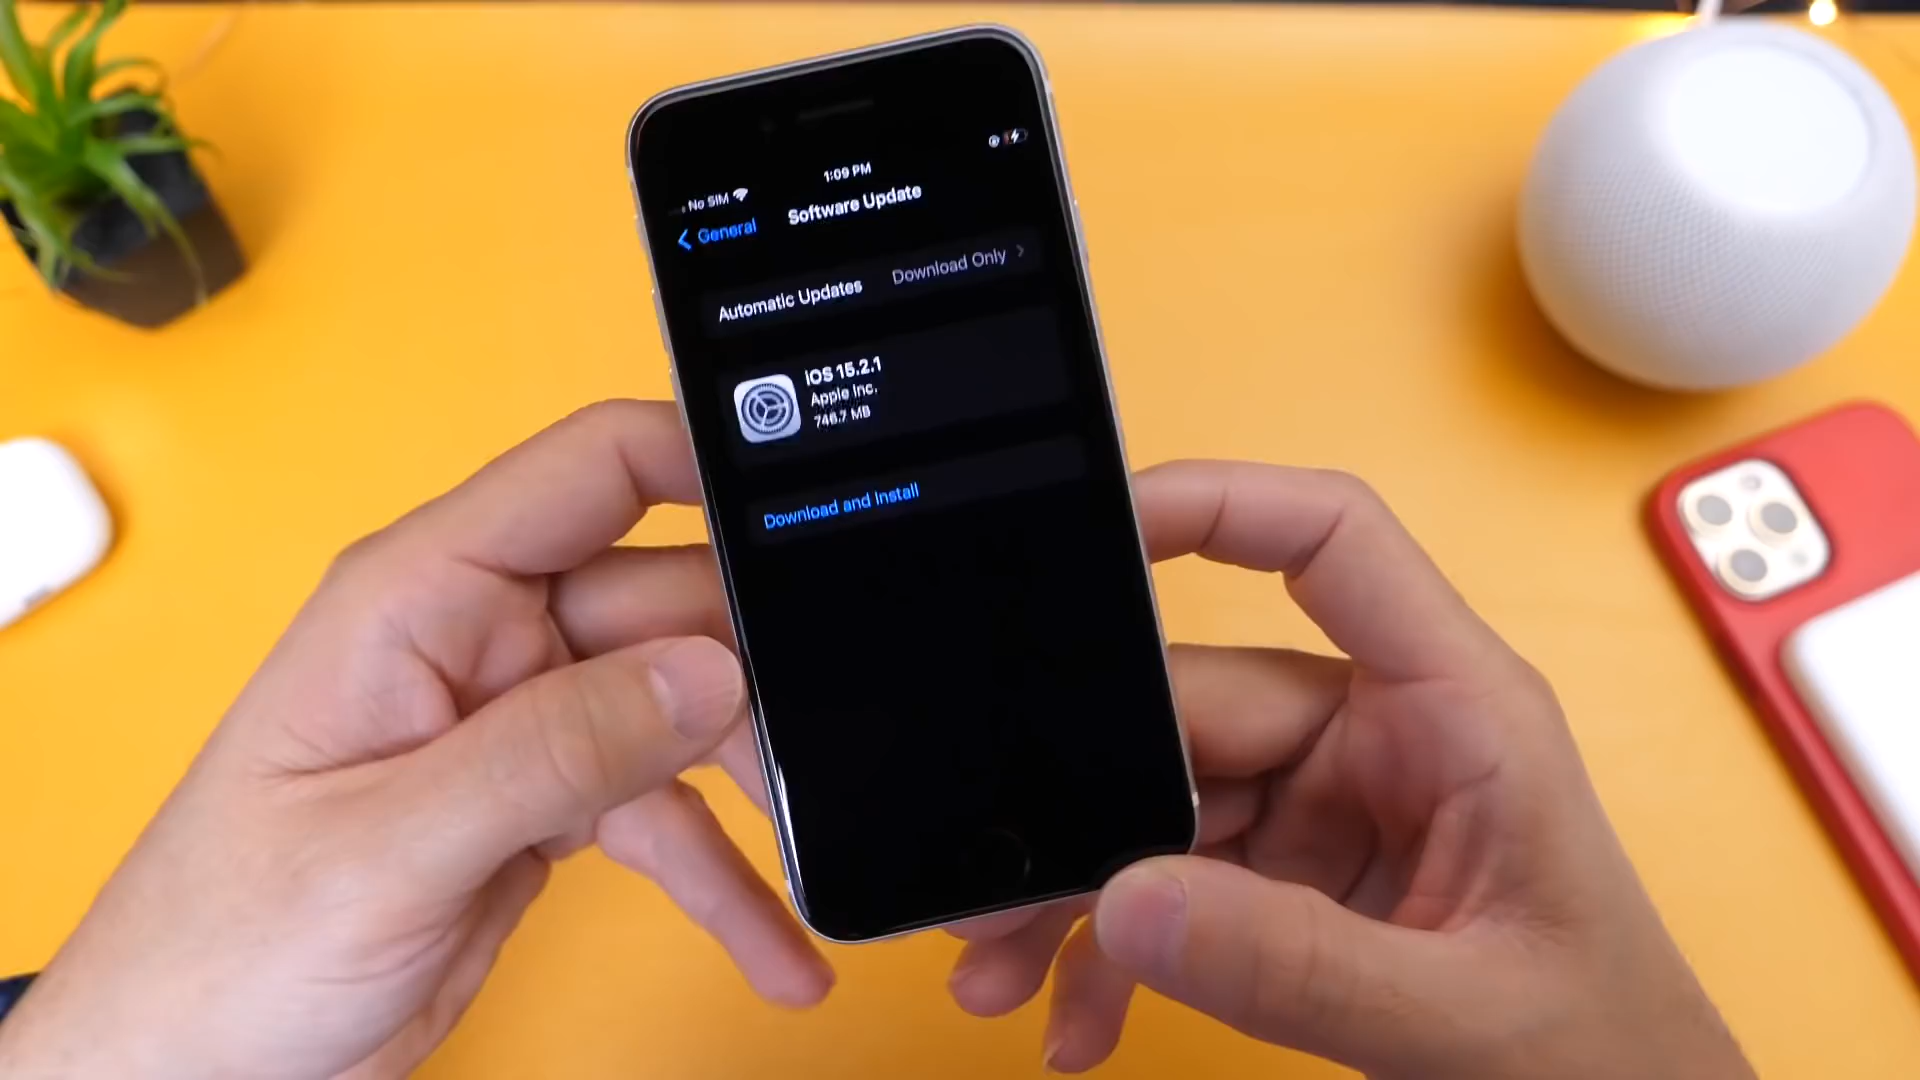 1:09 PM
No SIM
General
Software Update
Automatic Updates
Download Only
iOS 15.2.1
Apple Inc.
746.7 MB
Download and Install